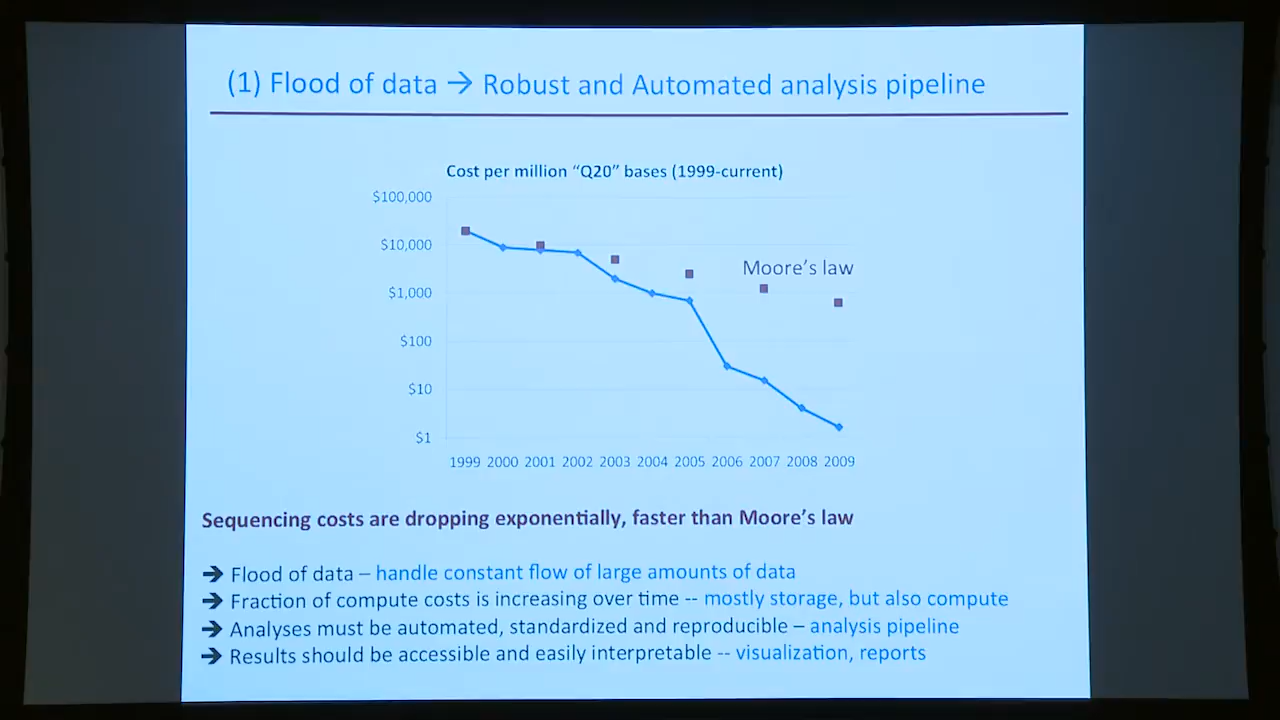 (1) Flood of data → Robust and Automated analysis pipeline
Cost per million “Q20” bases (1999-current)
$100,000
$10,000
$1,000
$100
$10
$1
Moore’s law
1999 2000 2001 2002 2003 2004 2005 2006 2007 2008 2009
Sequencing costs are dropping exponentially, faster than Moore’s law
→ Flood of data – handle constant flow of large amounts of data
→ Fraction of compute costs is increasing over time -- mostly storage, but also compute
→ Analyses must be automated, standardized and reproducible – analysis pipeline
→ Results should be accessible and easily interpretable -- visualization, reports